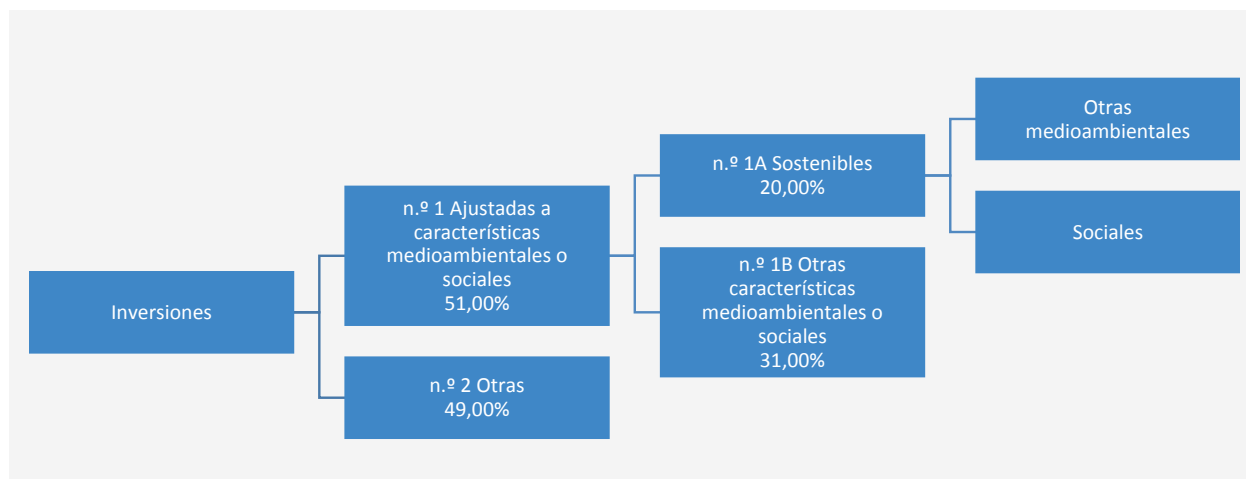 Inversiones
n.º 1 Ajustadas a
características
medioambientales o
sociales
51,00%
n.º 2 Otras
49,00%
n.º 1A Sostenibles
20,00%
n.º 1B Otras
características
medioambientales o
sociales
31,00%
Otras
medioambientales
Sociales